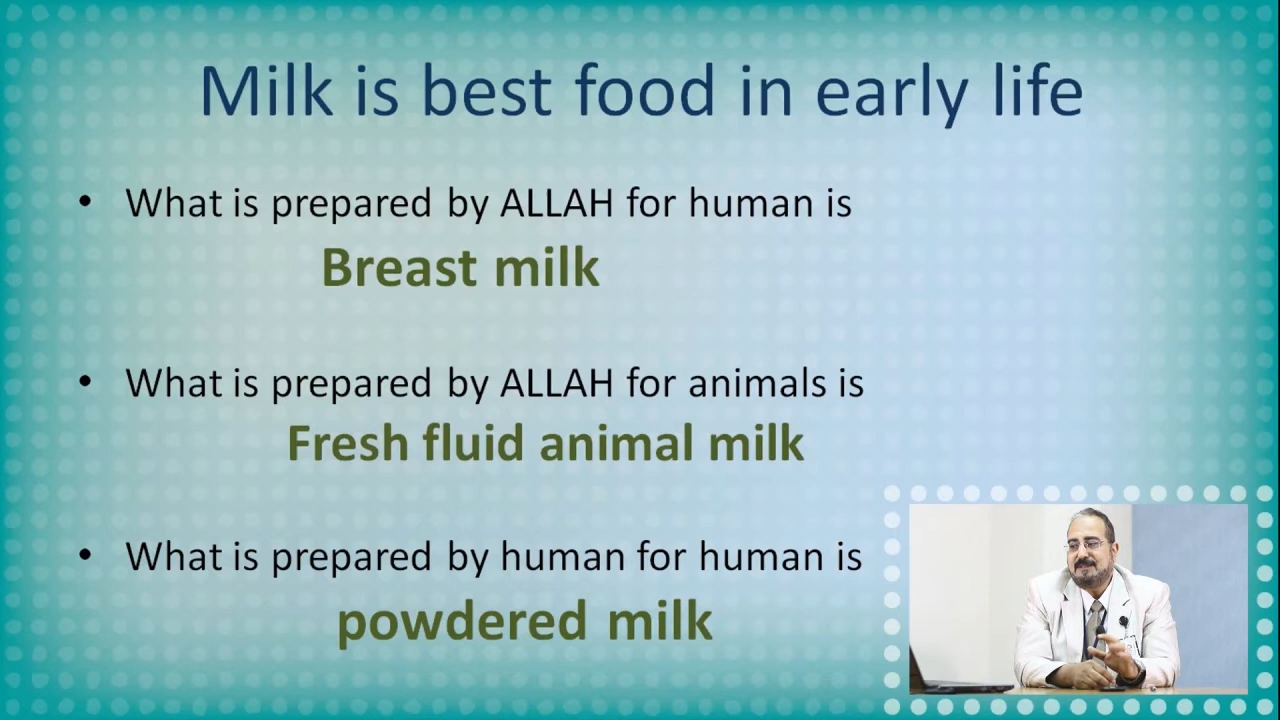 Milk is best food in early life
• What is prepared by ALLAH for human is
Breast milk
• What is prepared by ALLAH for animals is
Fresh fluid animal milk
• What is prepared by human for human is
powdered milk